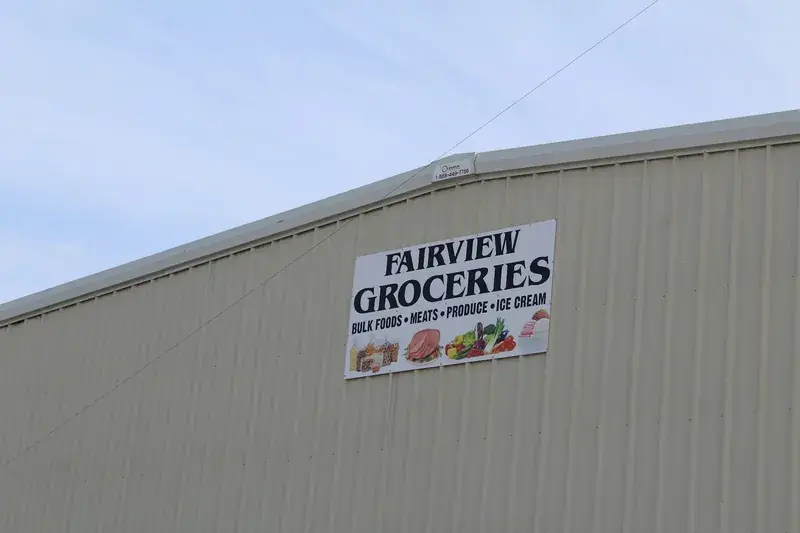 FAIRVIEW
GROCERIES
BULK FOODS • MEATS • PRODUCE • ICE CREAM